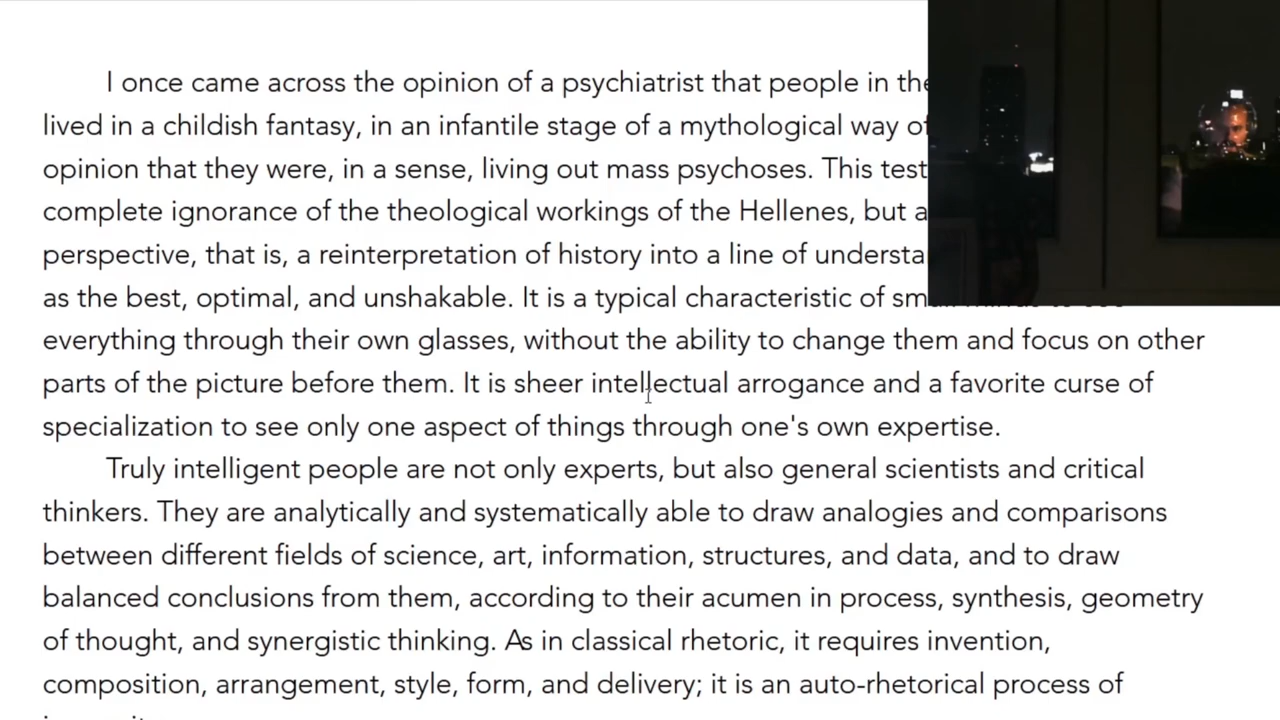 I once came across the opinion of a psychiatrist that people in the
lived in a childish fantasy, in an infantile stage of a mythological way of
opinion that they were, in a sense, living out mass psychoses. This test
complete ignorance of the theological workings of the Hellenes, but a
perspective, that is, a reinterpretation of history into a line of understa
as the best, optimal, and unshakable. It is a typical characteristic of small minds to see
everything through their own glasses, without the ability to change them and focus on other
parts of the picture before them. It is sheer intellectual arrogance and a favorite curse of
specialization to see only one aspect of things through one's own expertise.
Truly intelligent people are not only experts, but also general scientists and critical
thinkers. They are analytically and systematically able to draw analogies and comparisons
between different fields of science, art, information, structures, and data, and to draw
balanced conclusions from them, according to their acumen in process, synthesis, geometry
of thought, and synergistic thinking. As in classical rhetoric, it requires invention,
composition, arrangement, style, form, and delivery; it is an auto-rhetorical process of